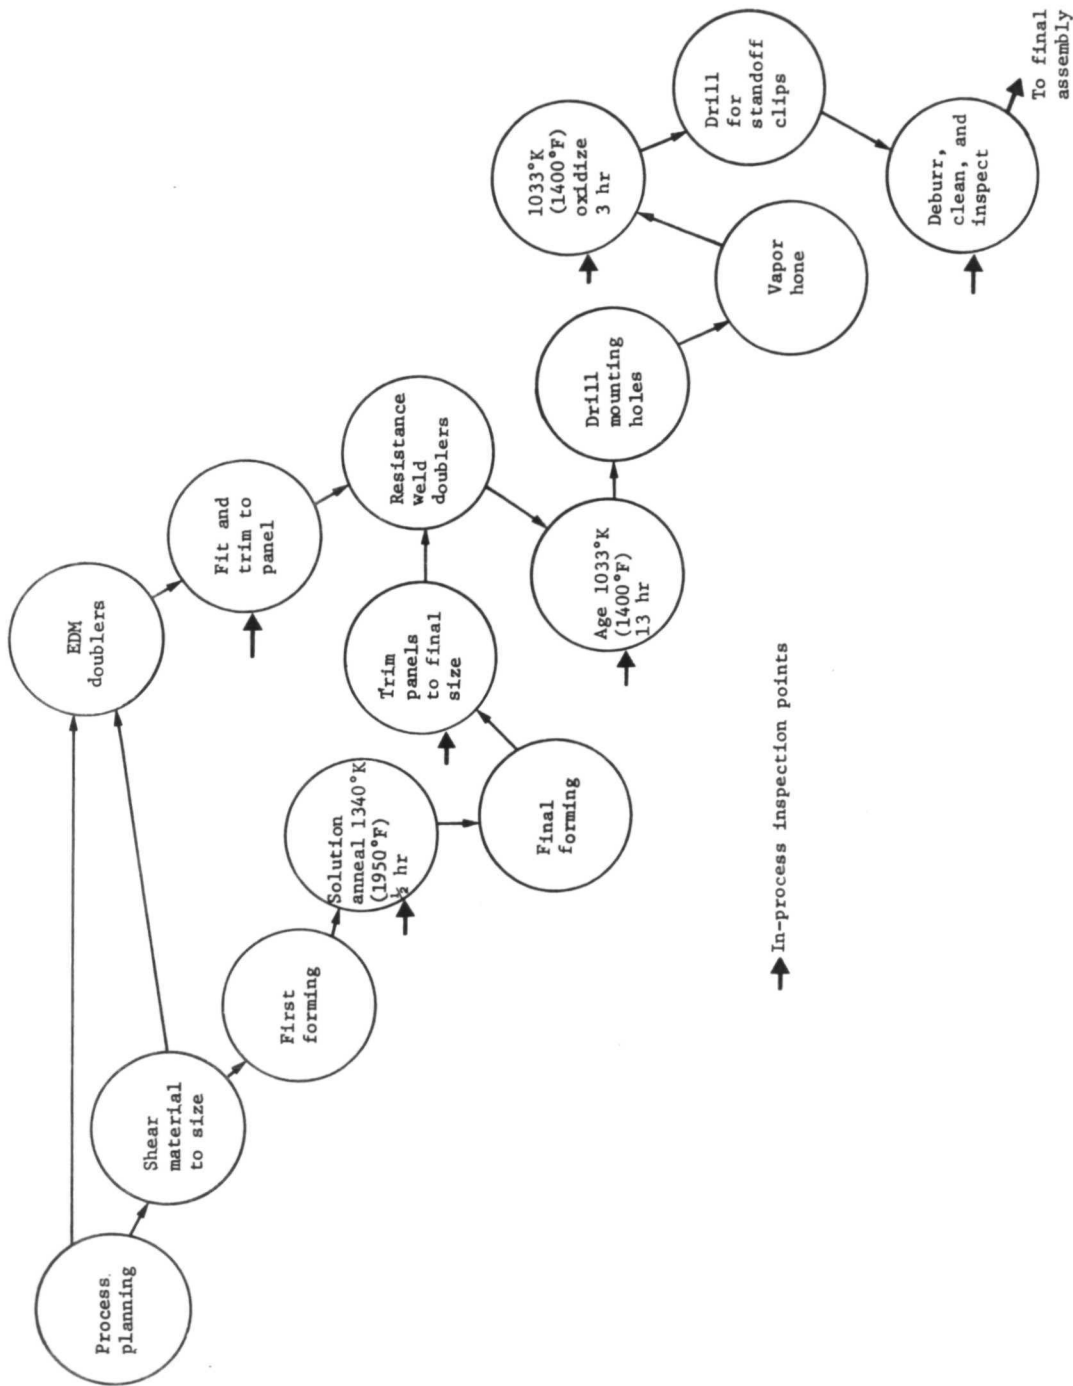 Process
planning
Shear
material
to size
EDM
doublers
First
forming
Fit and
trim to
panel
Solution
anneal 1340°K
(1950°F)
½ hr
Final
forming
Trim
panels
to final
size
Resistance
weld
doublers
Age 1033°K
(1400°F)
13 hr
Drill
mounting
holes
Vapor
hone
1033°K
(1400°F)
oxidize
3 hr
Drill
for
standoff
clips
Deburr,
clean, and
inspect
To final
assembly
In-process inspection points